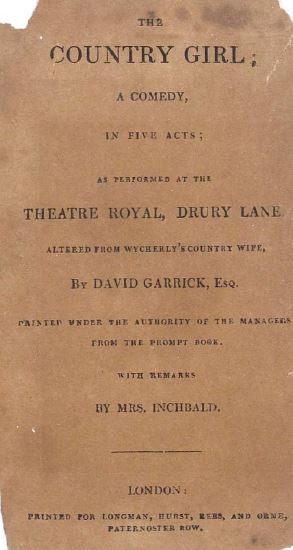 THE
COUNTRY GIRL;
A COMEDY,
IN FIVE ACTS;
AS PERFORMED AT THE
THEATRE ROYAL, DRURY LANE.
ALTERED FROM WYCHERLY'S COUNTRY WIFE,
BY DAVID GARRICK, ESQ.
PRINTED UNDER THE AUTHORITY OF THE MANAGERS
FROM THE PROMPT BOOK.
WITH REMARKS
BY MRS. INCHBALD.
LONDON:
PRINTED FOR LONGMAN, HURST, REES, AND ORME,
PATERNOSTER ROW.